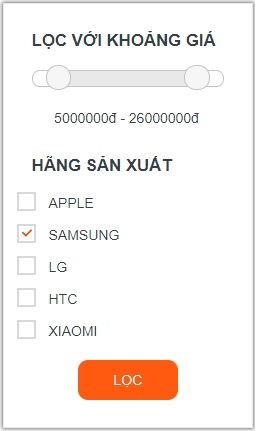 LỌC VỚI KHOẢNG GIÁ
5000000đ - 26000000đ
HÃNG SẢN XUẤT
APPLE
SAMSUNG
LG
HTC
XIAOMI
LỌC